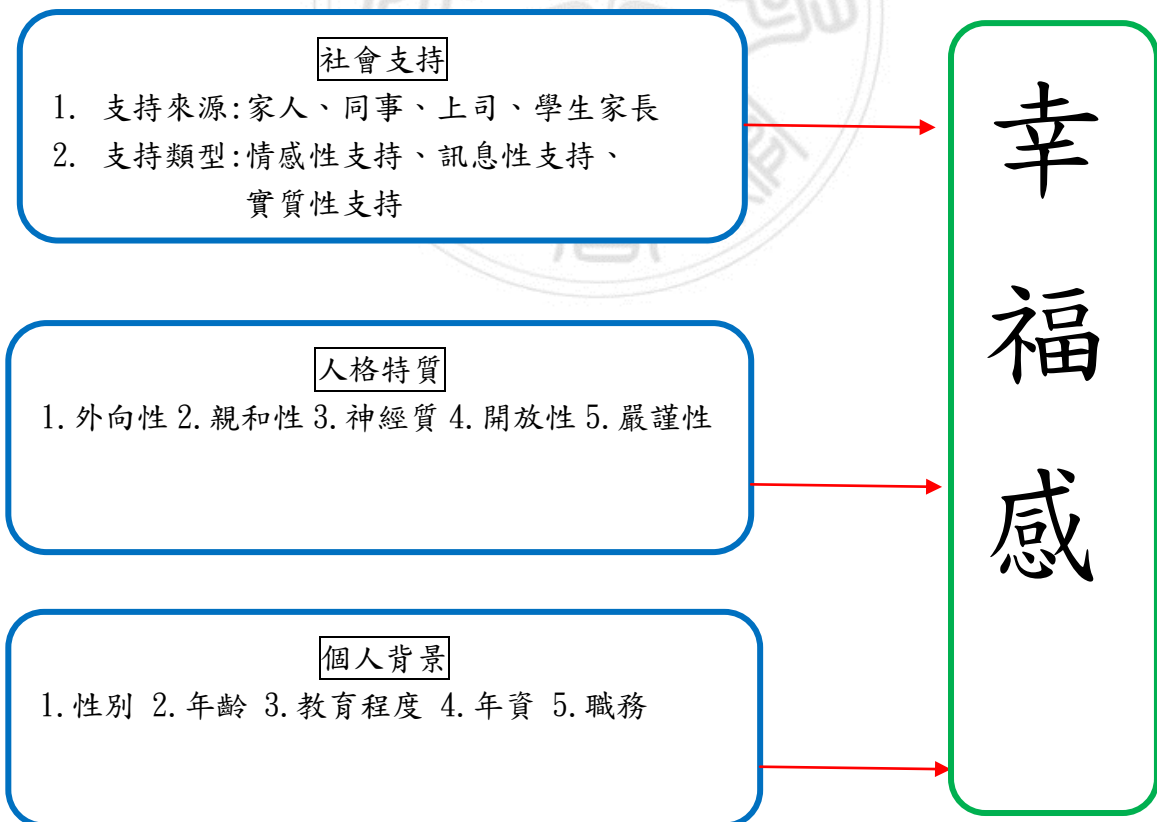 社會支持
1. 支持來源:家人、同事、上司、學生家長
2. 支持類型:情感性支持、訊息性支持、
實質性支持
人格特質
1.外向性 2.親和性 3.神經質 4.開放性 5.嚴謹性
個人背景
1.性別 2.年齡 3.教育程度 4.年資 5.職務
幸福感